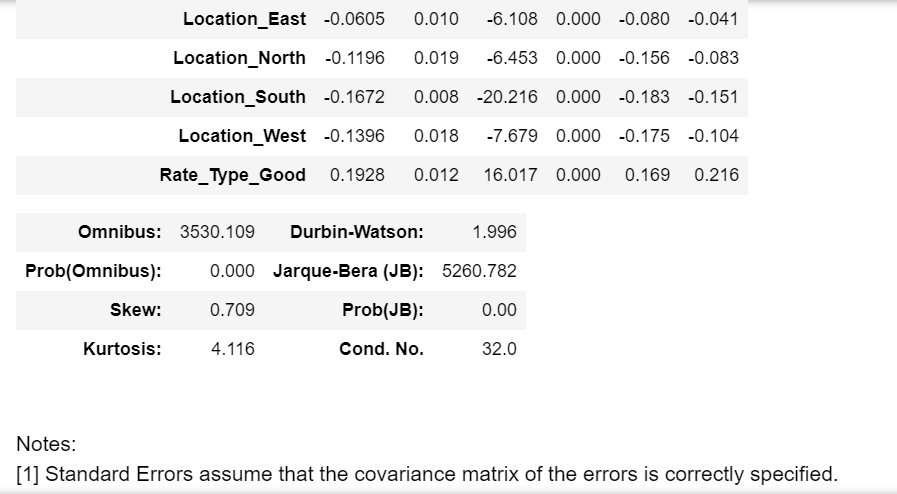 Location_East -0.0605 0.010 -6.108 0.000 -0.080 -0.041
Location_North -0.1196 0.019 -6.453 0.000 -0.156 -0.083
Location_South -0.1672 0.008 -20.216 0.000 -0.183 -0.151
Location_West -0.1396 0.018 -7.679 0.000 -0.175 -0.104
Rate_Type_Good 0.1928 0.012 16.017 0.000 0.169 0.216
Omnibus: 3530.109 Durbin-Watson: 1.996
Prob(Omnibus): 0.000 Jarque-Bera (JB): 5260.782
Skew: 0.709 Prob(JB): 0.00
Kurtosis: 4.116 Cond. No. 32.0
Notes:
[1] Standard Errors assume that the covariance matrix of the errors is correctly specified.